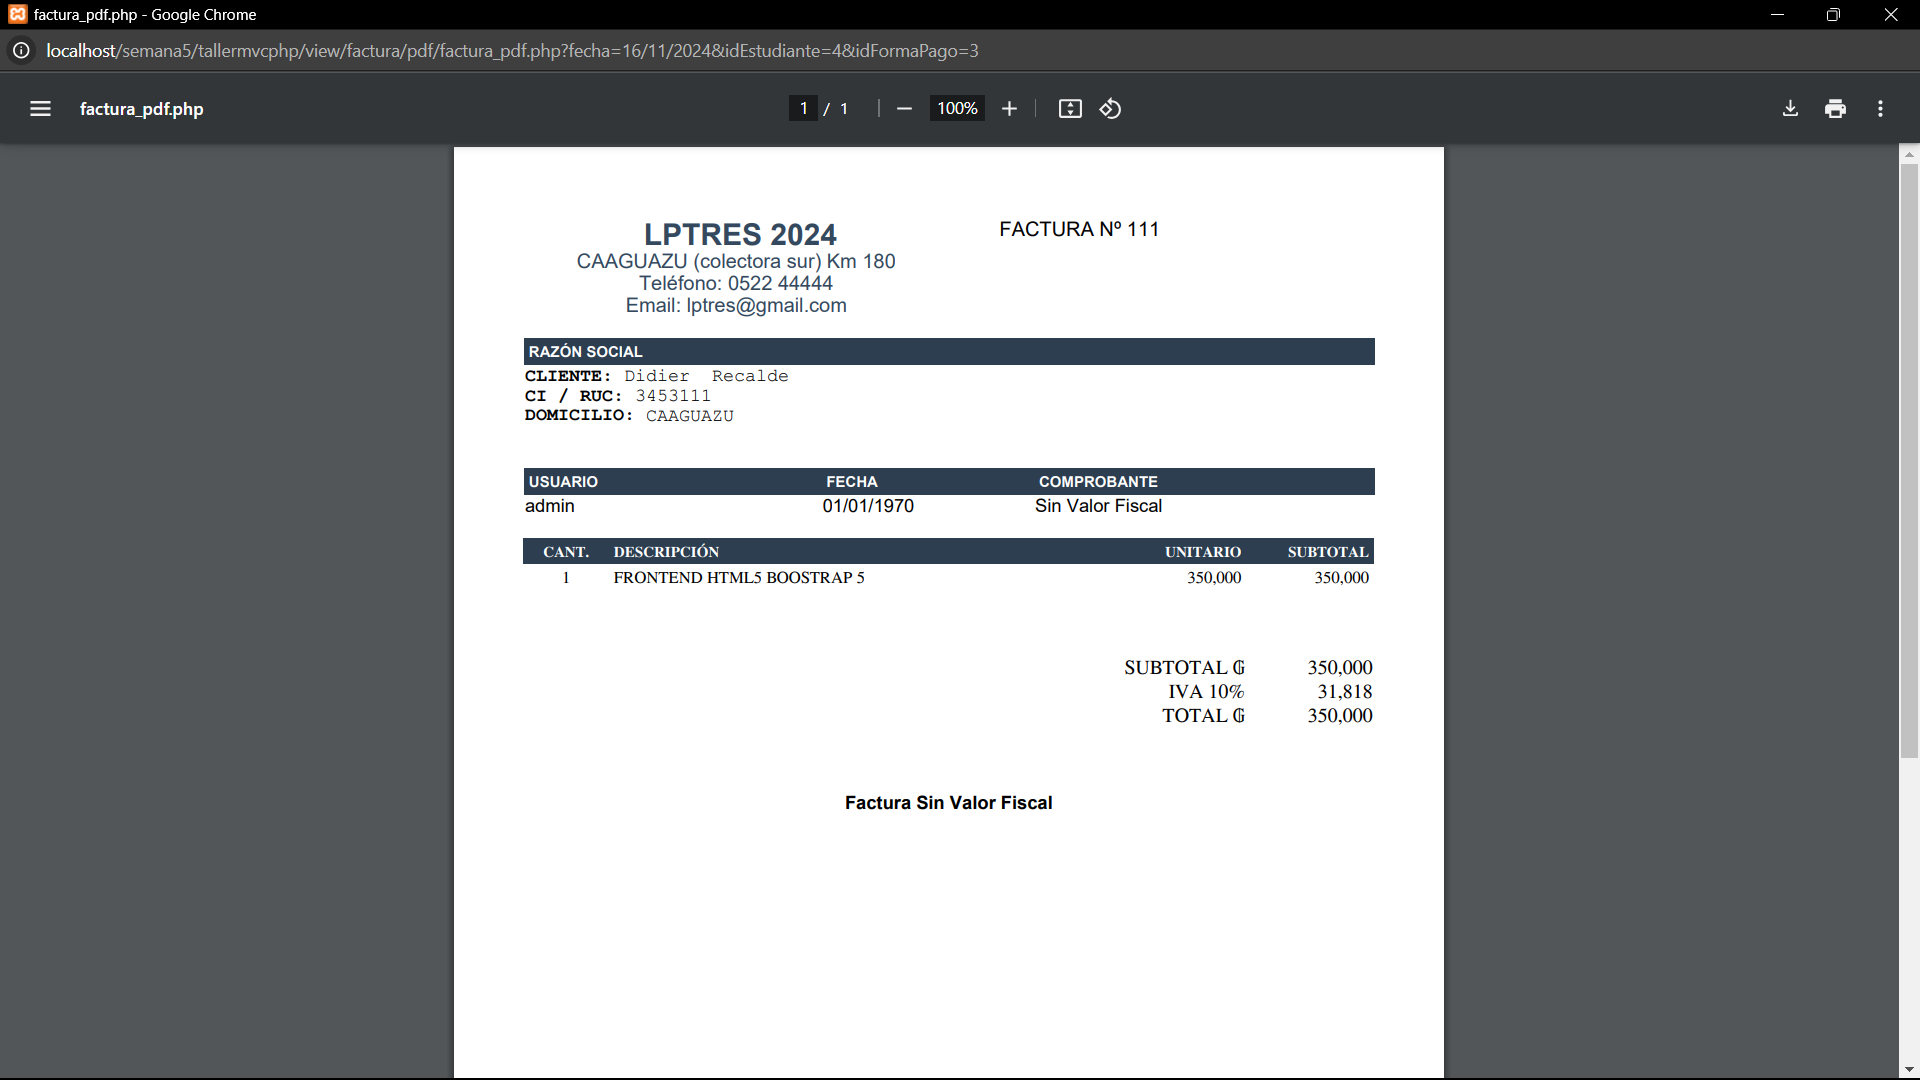 factura_pdf.php - Google Chrome
localhost/semana5/tallermvcphp/view/factura/pdf/factura_pdf.php?fecha=16/11/2024&idEstudiante=4&idFormaPago=3
factura_pdf.php 1 / 1 100%
LPTRES 2024 FACTURA Nº 111
CAAGUAZU (colectora sur) Km 180
Teléfono: 0522 44444
Email: lptres@gmail.com
RAZÓN SOCIAL
CLIENTE: Didier Recalde
CI / RUC: 3453111
DOMICILIO: CAAGUAZU
USUARIO FECHA COMPROBANTE
admin 01/01/1970 Sin Valor Fiscal
CANT. DESCRIPCIÓN UNITARIO SUBTOTAL
1 FRONTEND HTML5 BOOSTRAP 5 350,000 350,000
SUBTOTAL ₲ 350,000
IVA 10% 31,818
TOTAL ₲ 350,000
Factura Sin Valor Fiscal